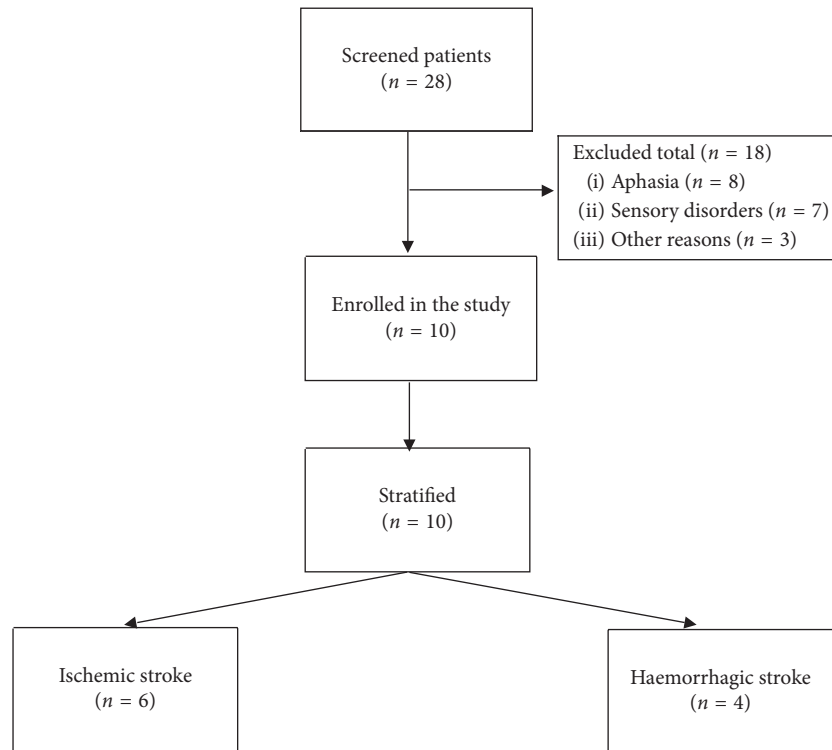 Screened patients
(n = 28)
Excluded total (n = 18)
(i) Aphasia (n = 8)
(ii) Sensory disorders (n = 7)
(iii) Other reasons (n = 3)
Enrolled in the study
(n = 10)
Stratified
(n = 10)
Ischemic stroke
(n = 6)
Haemorrhagic stroke
(n = 4)